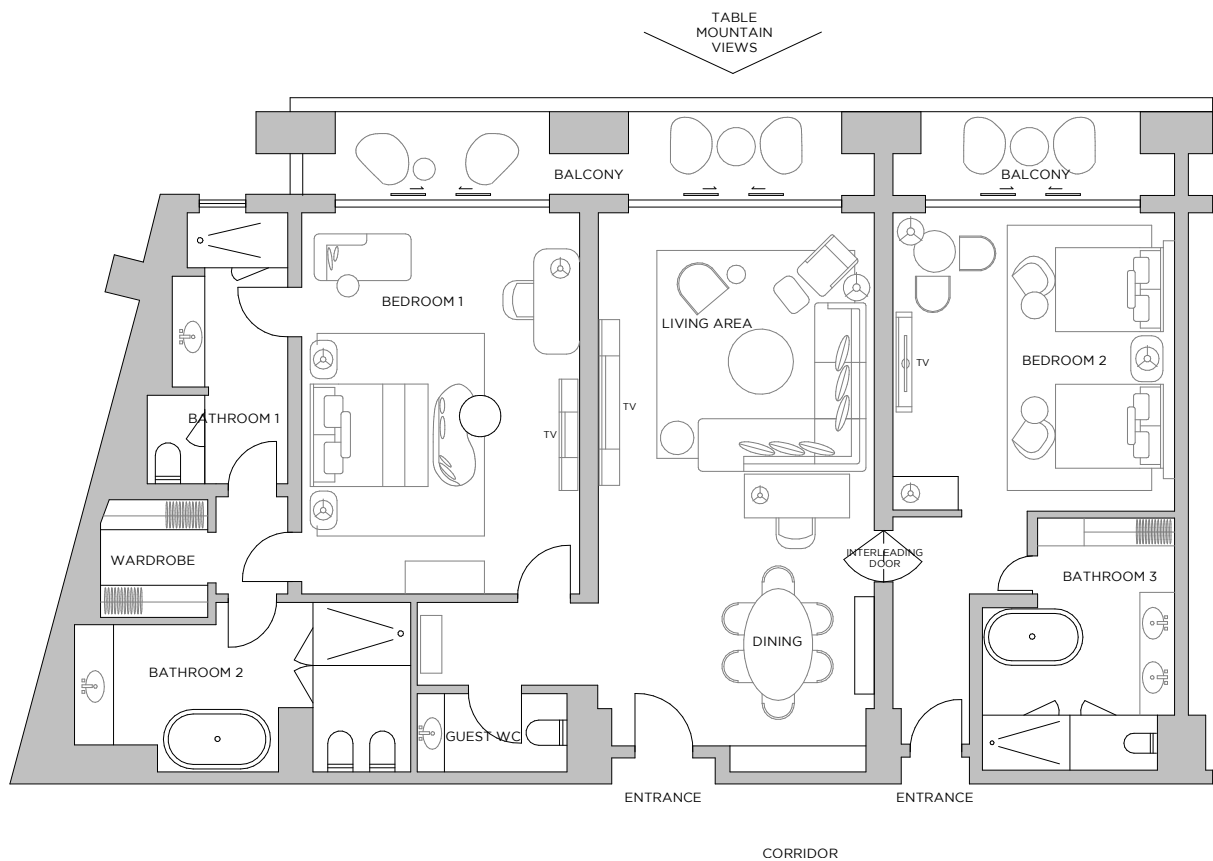 TABLE
MOUNTAIN
VIEWS
BALCONY
BALCONY
BEDROOM 1
LIVING AREA
BEDROOM 2
TV
TV
TV
BATHROOM 1
WARDROBE
INTERLEADING
DOOR
BATHROOM 3
DINING
BATHROOM 2
GUEST WC
ENTRANCE
ENTRANCE
CORRIDOR